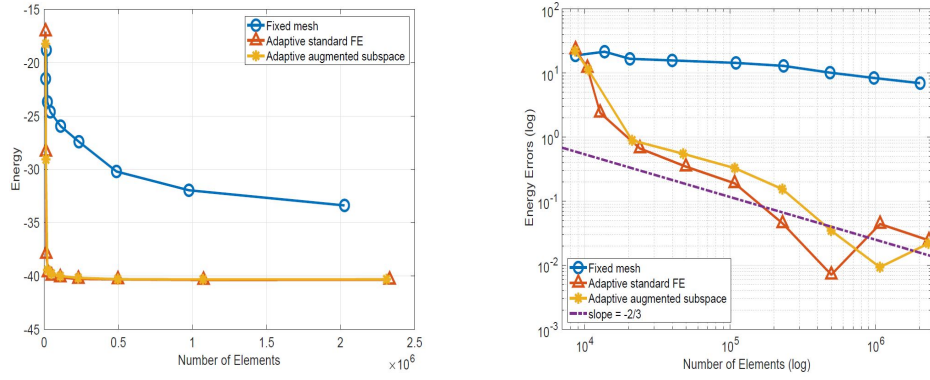 -15
-20
-25
-30
-35
-40
-45
Energy
0
0.5
1
1.5
2
2.5
×10^6
Number of Elements
Fixed mesh
Adaptive standard FE
Adaptive augmented subspace
10^2
10^1
10^0
10^-1
10^-2
10^-3
Energy Errors (log)
Fixed mesh
Adaptive standard FE
Adaptive augmented subspace
slope = -2/3
10^4
10^5
10^6
Number of Elements (log)